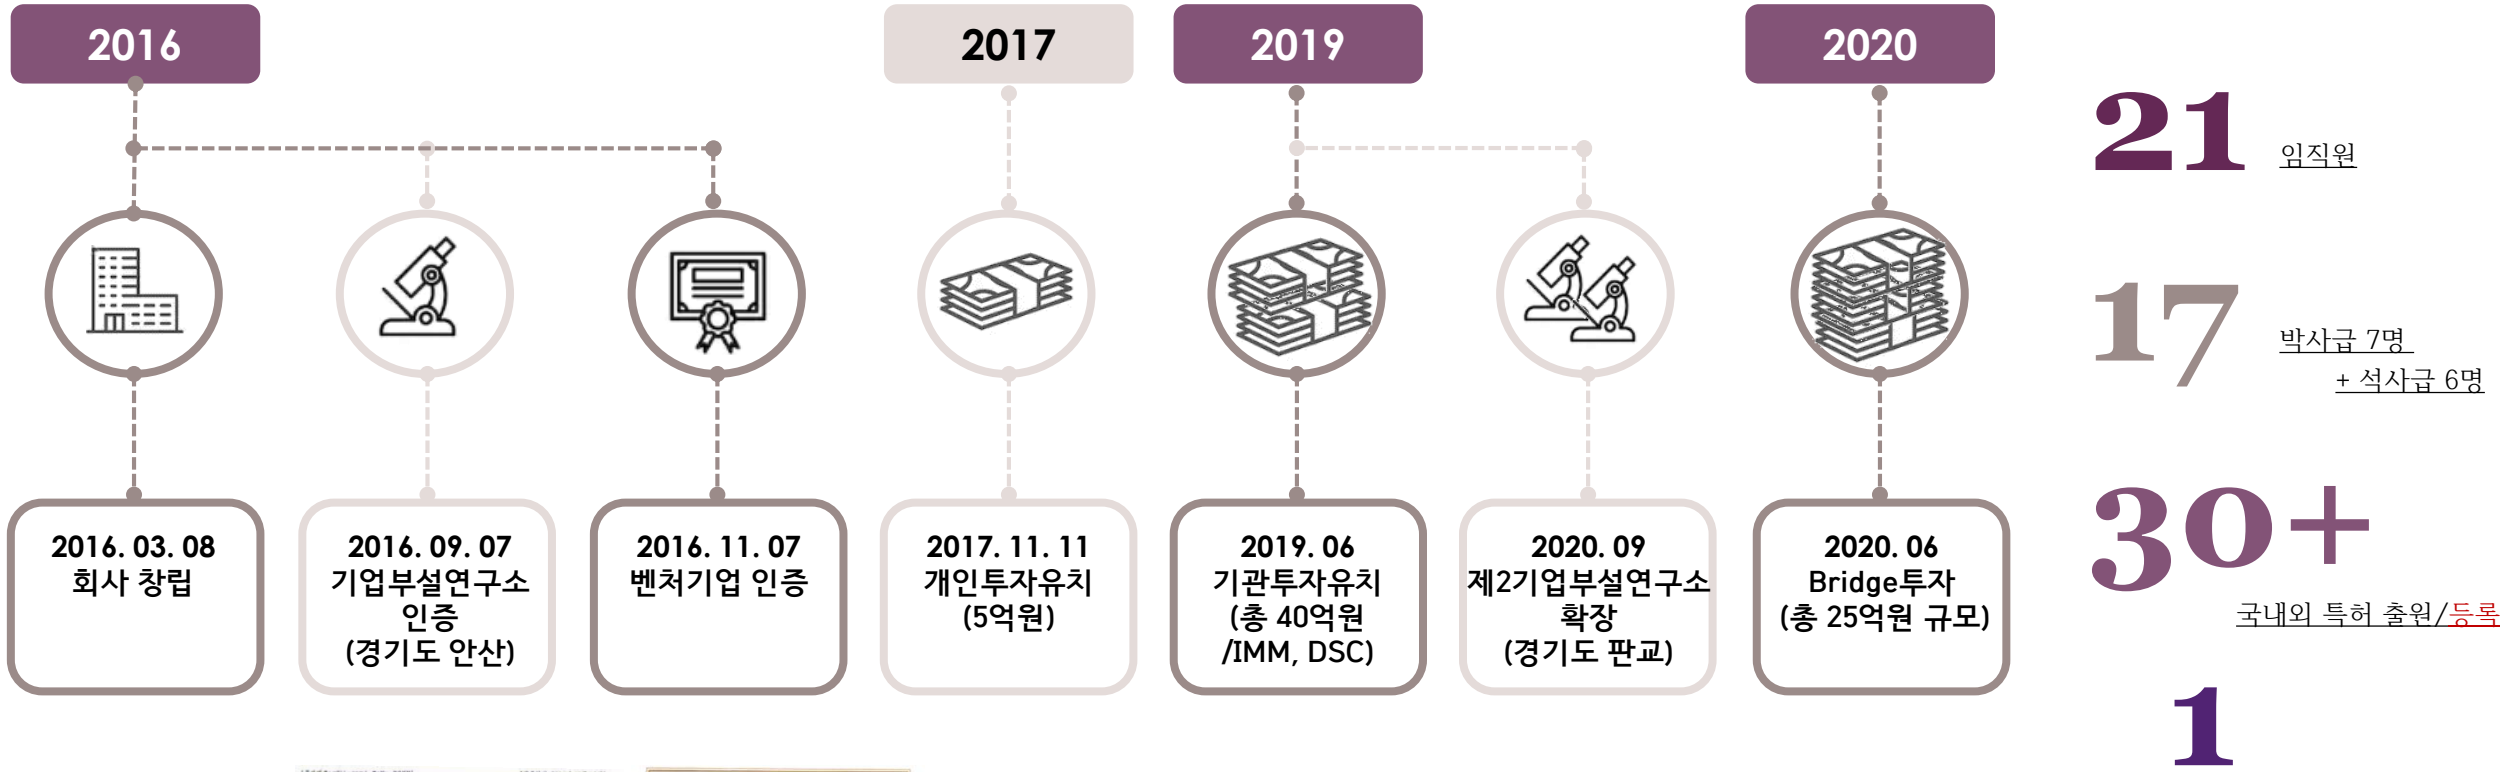 2016
2017
2019
2020
2016. 03. 08
회사 창립
2016. 09. 07
기업부설연구소
인증
(경기도 안산)
2016. 11. 07
벤처기업 인증
2017. 11. 11
개인투자유치
(5억원)
2019. 06
기관투자유치
(총 40억원
/IMM, DSC)
2020. 09
제2기업부설연구소
확장
(경기도 판교)
2020. 06
Bridge투자
(총 25억원 규모)
21 임직원
17 박사급 7명
+ 석사급 6명
30+
국내외 특허 출원/등록
1